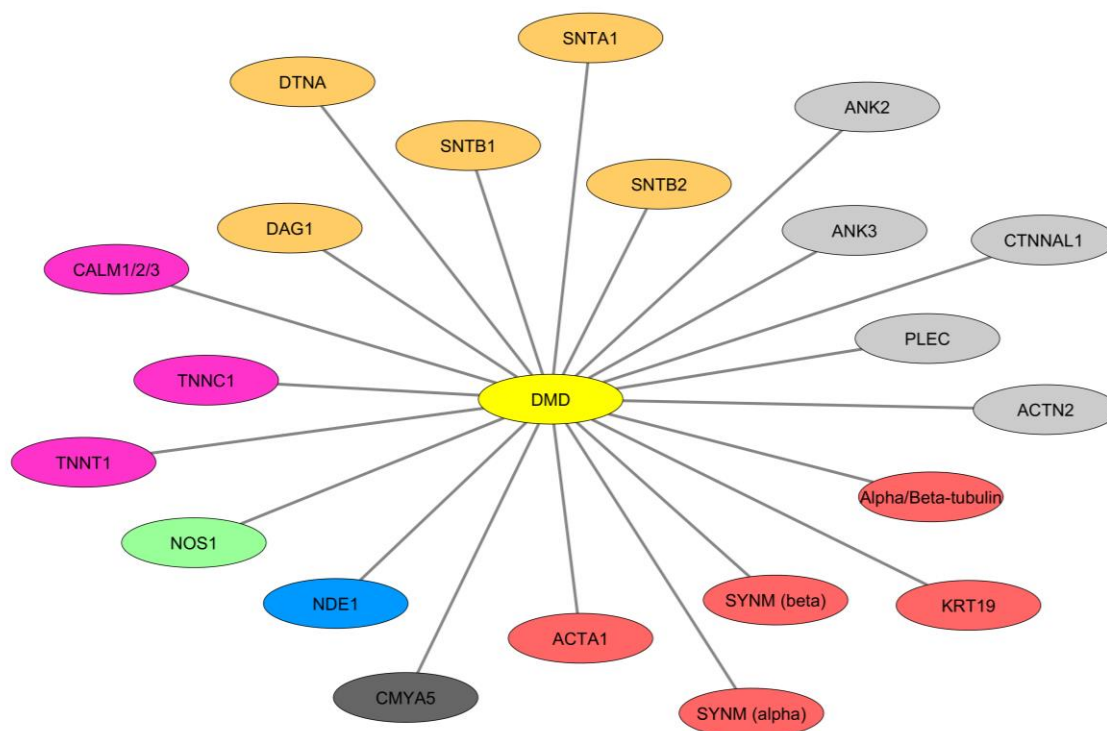 SNTA1
DTNA
ANK2
SNTB1
SNTB2
DAG1
ANK3
CTNNAL1
CALM1/2/3
PLEC
TNNC1
DMD
ACTN2
TNNT1
Alpha/Beta-tubulin
NOS1
NDE1
SYNM (beta)
KRT19
ACTA1
CMYA5
SYNM (alpha)